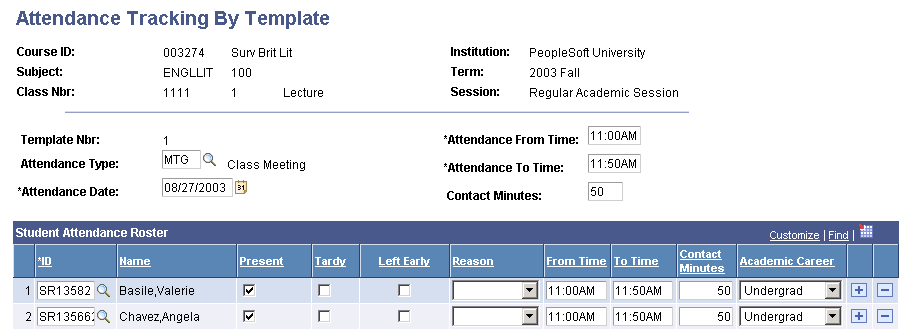 Attendance Tracking By Template
Course ID: 003274 Surv Brit Lit Institution: PeopleSoft University
Subject: ENGLLIT 100 Term: 2003 Fall
Class Nbr: 1111 1 Lecture Session: Regular Academic Session
Template Nbr: 1 *Attendance From Time: 11:00AM
Attendance Type: MTG Class Meeting *Attendance To Time: 11:50AM
*Attendance Date: 08/27/2003 31 Contact Minutes: 50
Student Attendance Roster Customize | Find |
*ID Name Present Tardy Left Early Reason From Time To Time Contact Minutes Academic Career
1 SR13582 Basile,Valerie 11:00AM 11:50AM 50 Undergrad
2 SR135662 Chavez,Angela 11:00AM 11:50AM 50 Undergrad